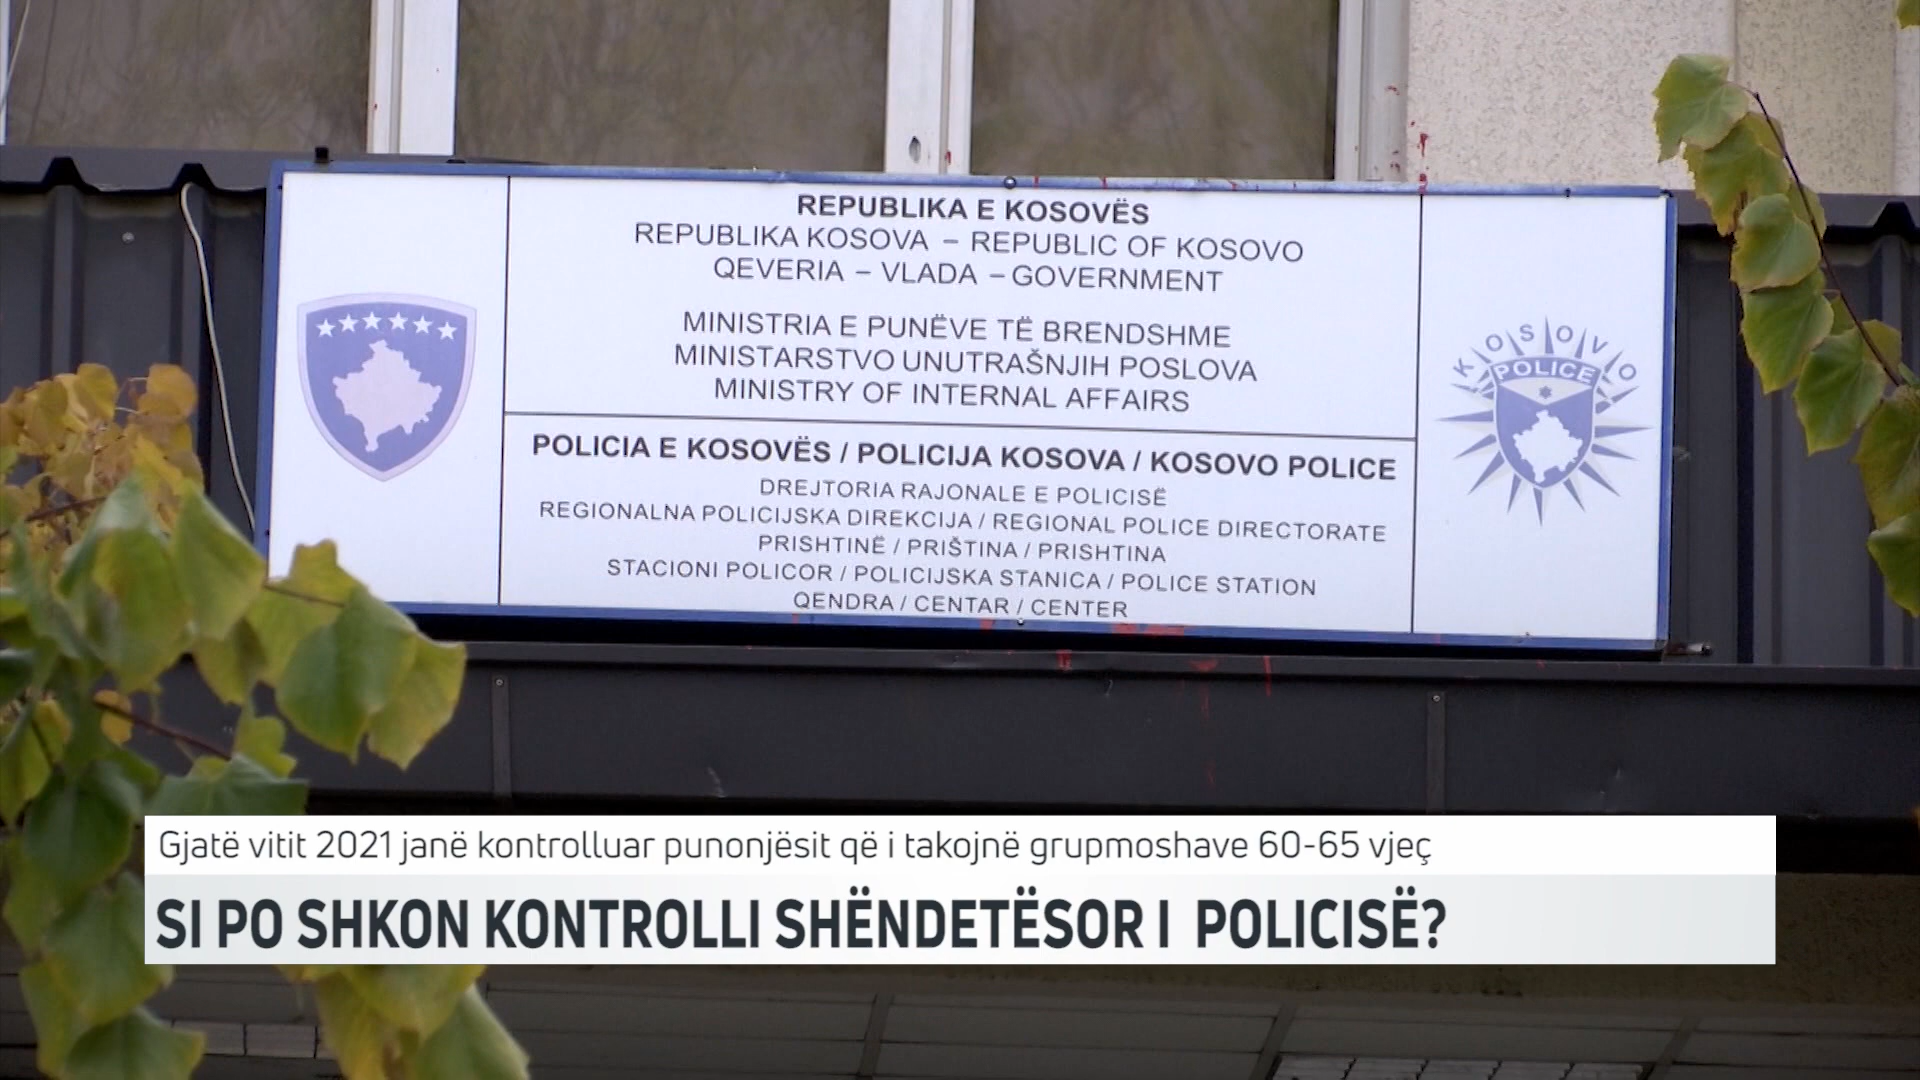 REPUBLIKA E KOSOVËS
REPUBLIKA KOSOVA – REPUBLIC OF KOSOVO
QEVERIA – VLADA – GOVERNMENT
MINISTRIA E PUNËVE TË BRENDSHME
MINISTARSTVO UNUTRAŠNJIH POSLOVA
MINISTRY OF INTERNAL AFFAIRS
KOSOVO
POLICE
POLICIA E KOSOVËS / POLICIJA KOSOVA / KOSOVO POLICE
DREJTORIA RAJONALE E POLICISË
REGIONALNA POLICIJSKA DIREKCIJA / REGIONAL POLICE DIRECTORATE
PRISHTINË / PRIŠTINA / PRISHTINA
STACIONI POLICOR / POLICIJSKA STANICA / POLICE STATION
QENDRA / CENTAR / CENTER
Gjatë vitit 2021 janë kontrolluar punonjësit që i takojnë grupmoshave 60-65 vjeç
SI PO SHKON KONTROLLI SHËNDETËSOR I POLICISË?